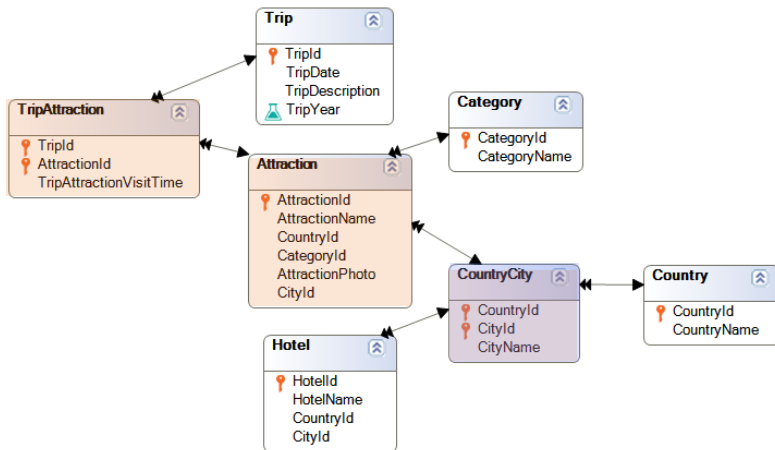 Trip
TripId
TripDate
TripDescription
TripYear
TripAttraction
TripId
AttractionId
TripAttractionVisitTime
Category
CategoryId
CategoryName
Attraction
AttractionId
AttractionName
CountryId
CategoryId
AttractionPhoto
CityId
CountryCity
CountryId
CityId
CityName
Country
CountryId
CountryName
Hotel
HotelId
HotelName
CountryId
CityId